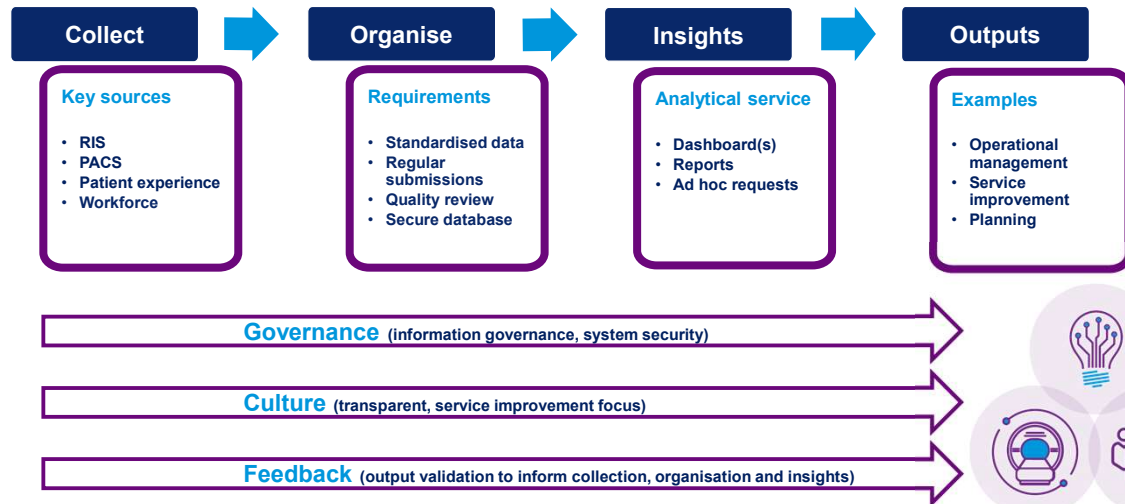 Collect
Organise
Insights
Outputs
Key sources
• RIS
• PACS
• Patient experience
• Workforce
Requirements
• Standardised data
• Regular
submissions
• Quality review
• Secure database
Analytical service
• Dashboard(s)
• Reports
• Ad hoc requests
Examples
• Operational
management
• Service
improvement
• Planning
Governance (information governance, system security)
Culture (transparent, service improvement focus)
Feedback (output validation to inform collection, organisation and insights)